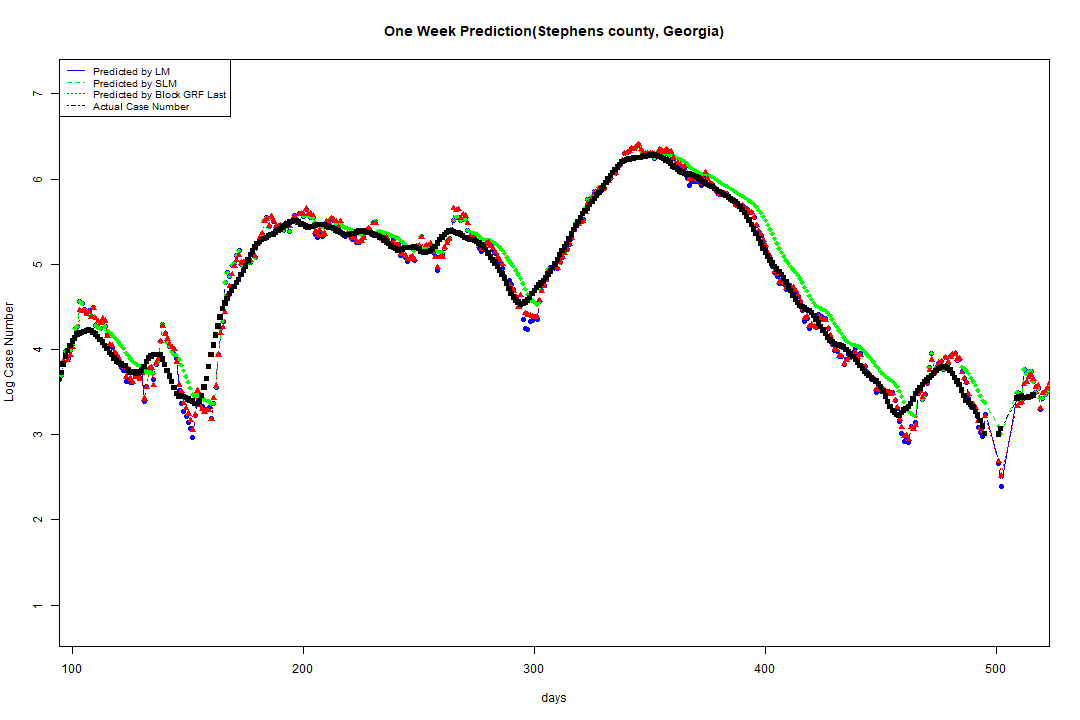 One Week Prediction(Stephens county, Georgia)
Predicted by LM
Predicted by SLM
Predicted by Block GRF Last
Actual Case Number
7
6
5
4
3
2
1
Log Case Number
100 200 300 400 500
days